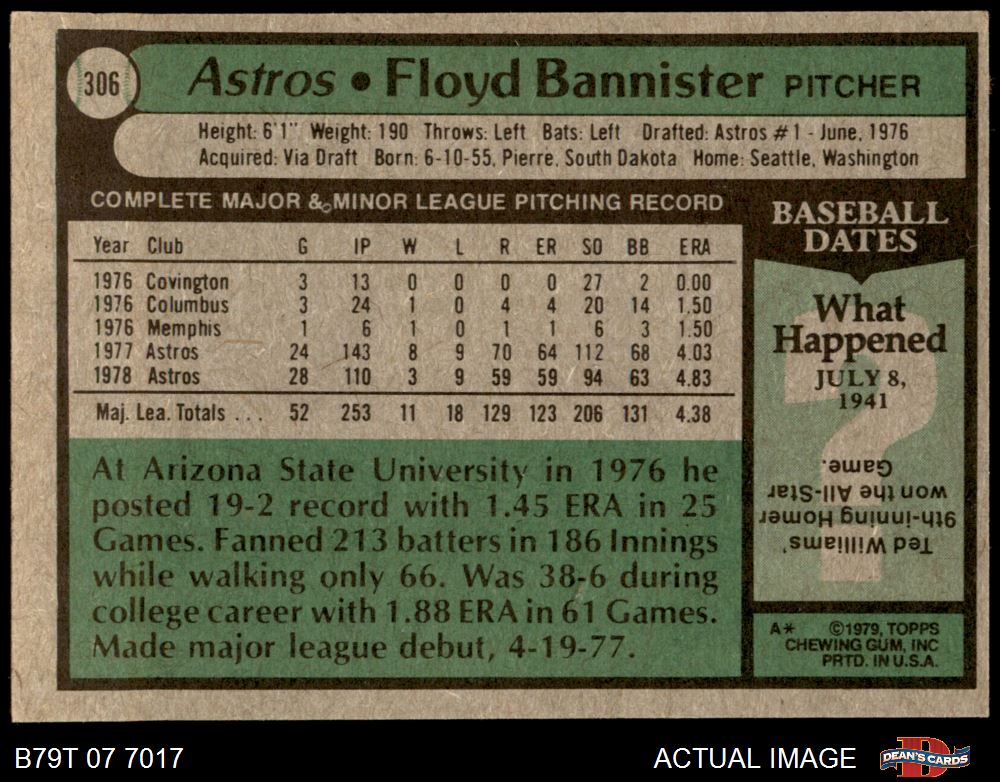 306
Astros • Floyd Bannister PITCHER
Height: 6'1" Weight: 190 Throws: Left Bats: Left Drafted: Astros #1 - June, 1976
Acquired: Via Draft Born: 6-10-55, Pierre, South Dakota Home: Seattle, Washington
COMPLETE MAJOR & MINOR LEAGUE PITCHING RECORD
Year Club G IP W L R ER SO BB ERA
1976 Covington 3 13 0 0 0 0 27 2 0.00
1976 Columbus 3 24 1 0 4 4 20 14 1.50
1976 Memphis 1 6 1 0 1 1 6 3 1.50
1977 Astros 24 143 8 9 70 64 112 68 4.03
1978 Astros 28 110 3 9 59 59 94 63 4.83
Maj. Lea. Totals . . . 52 253 11 18 129 123 206 131 4.38
At Arizona State University in 1976 he
posted 19-2 record with 1.45 ERA in 25
Games. Fanned 213 batters in 186 Innings
while walking only 66. Was 38-6 during
college career with 1.88 ERA in 61 Games.
Made major league debut, 4-19-77.
BASEBALL
DATES
What
Happened
JULY 8,
1941
?
Ted Williams'
9th-inning Homer
won the All-Star
Game.
A* ©1979, TOPPS
CHEWING GUM, INC
PRTD. IN U.S.A.
B79T 07 7017
ACTUAL IMAGE
D
DEAN'S CARDS